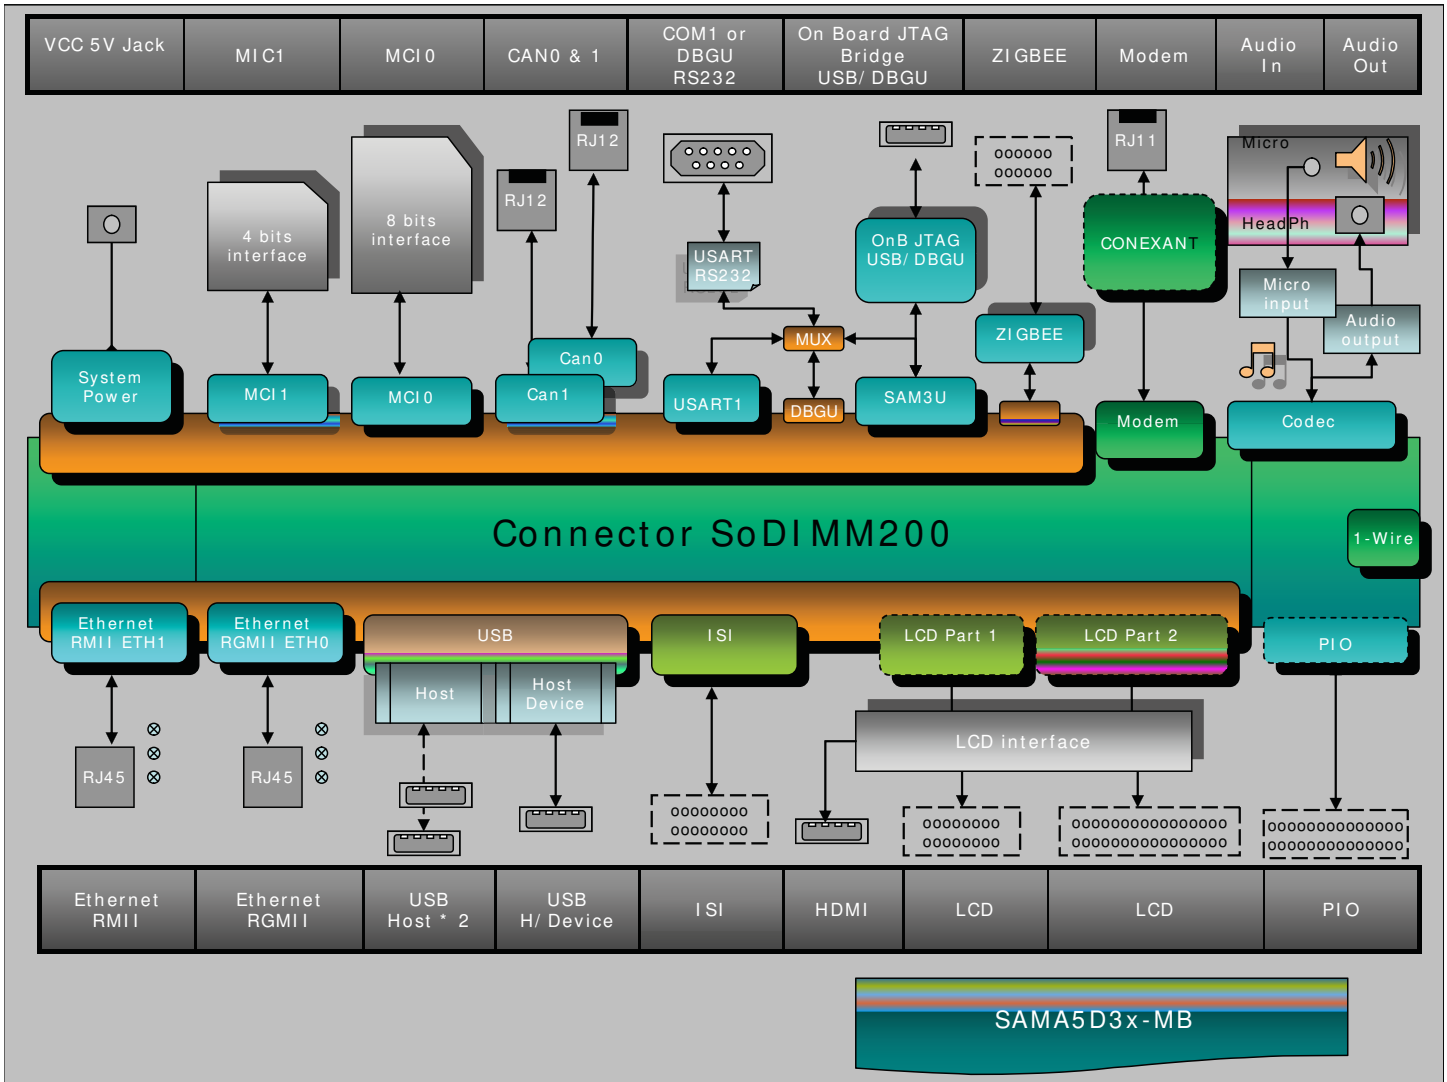 VCC 5V Jack
MIC1
MCI0
CAN0 & 1
COM1 or
DBGU
RS232
On Board JTAG
Bridge
USB/ DBGU
ZIGBEE
Modem
Audio
In
Audio
Out
RJ12
RJ12
RJ11
Micro
HeadPh
4 bits
interface
8 bits
interface
USART
RS232
OnB JTAG
USB/ DBGU
CONEXANT
Micro
input
Audio
output
MUX
ZIGBEE
System
Power
MCI1
MCI0
Can0
Can1
USART1
DBGU
SAM3U
Modem
Codec
Connector SoDIMM200
1-Wire
Ethernet
RMII ETH1
Ethernet
RGMII ETH0
USB
ISI
LCD Part 1
LCD Part 2
PIO
Host
Host
Device
LCD interface
RJ45
RJ45
Ethernet
RMII
Ethernet
RGMII
USB
Host * 2
USB
H/ Device
ISI
HDMI
LCD
LCD
PIO
SAMA5D3x-MB